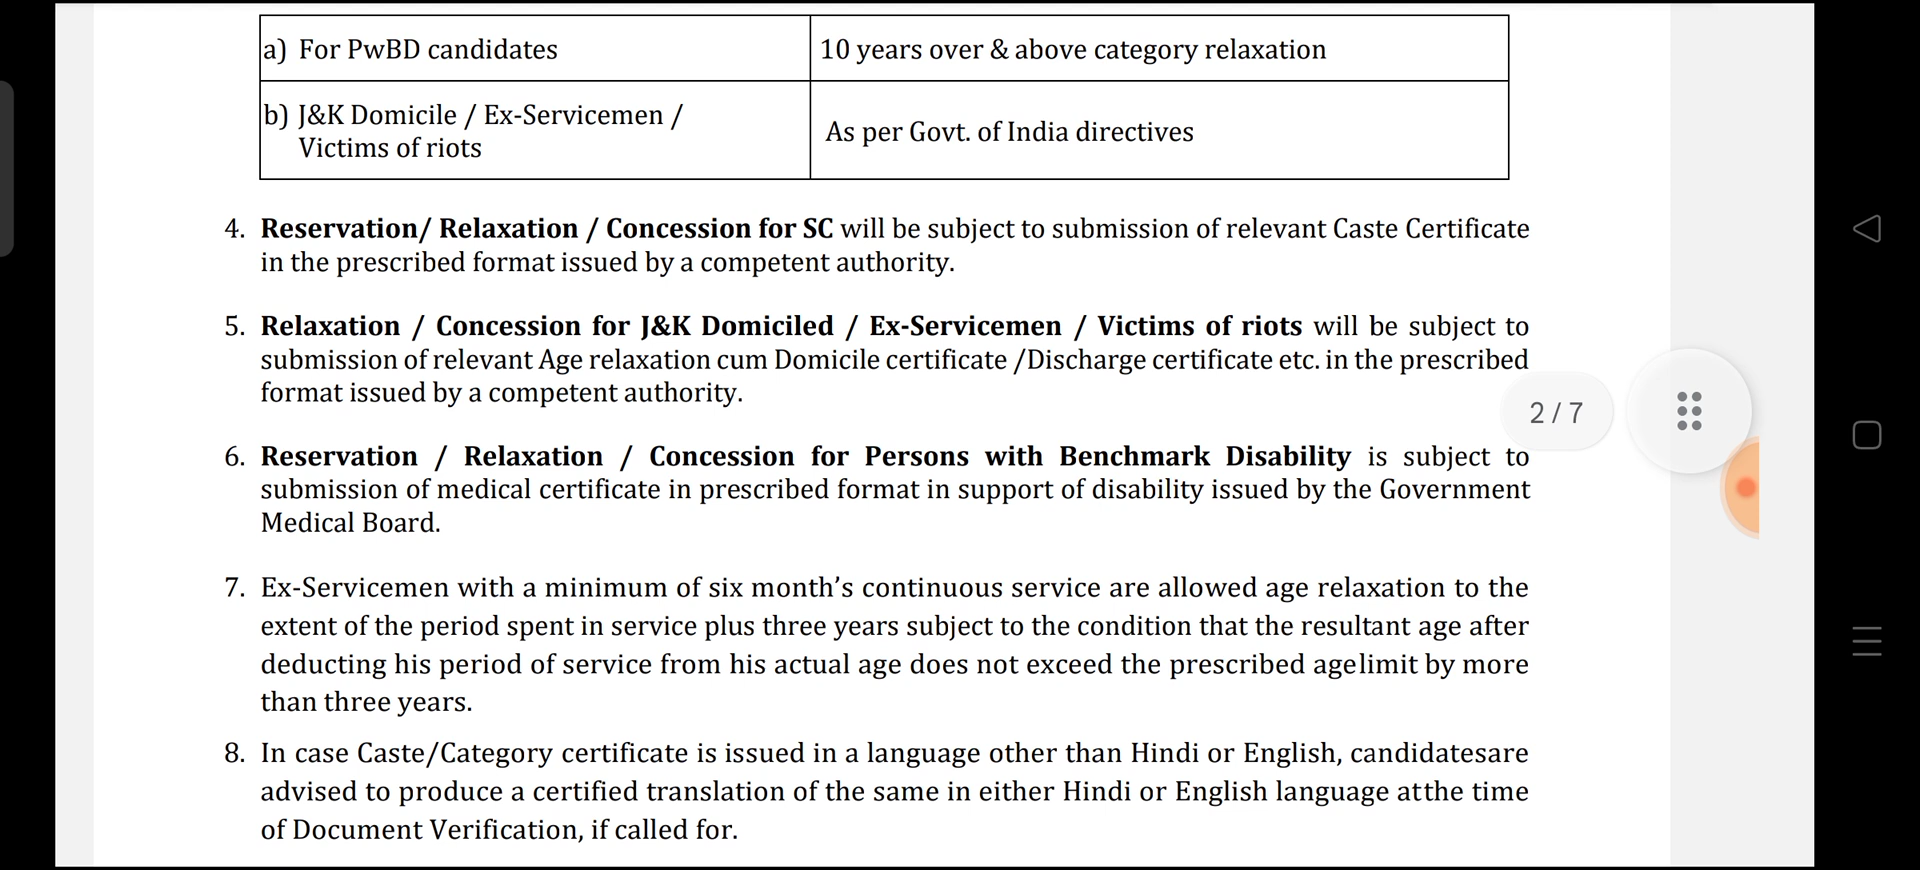 a) For PwBD candidates
10 years over & above category relaxation
b) J&K Domicile / Ex-Servicemen /
Victims of riots
As per Govt. of India directives
4. Reservation/ Relaxation / Concession for SC will be subject to submission of relevant Caste Certificate
in the prescribed format issued by a competent authority.
5. Relaxation / Concession for J&K Domiciled / Ex-Servicemen / Victims of riots will be subject to
submission of relevant Age relaxation cum Domicile certificate /Discharge certificate etc. in the prescribed
format issued by a competent authority.
2 / 7
6. Reservation / Relaxation / Concession for Persons with Benchmark Disability is subject to
submission of medical certificate in prescribed format in support of disability issued by the Government
Medical Board.
7. Ex-Servicemen with a minimum of six month’s continuous service are allowed age relaxation to the
extent of the period spent in service plus three years subject to the condition that the resultant age after
deducting his period of service from his actual age does not exceed the prescribed agelimit by more
than three years.
8. In case Caste/Category certificate is issued in a language other than Hindi or English, candidatesare
advised to produce a certified translation of the same in either Hindi or English language atthe time
of Document Verification, if called for.